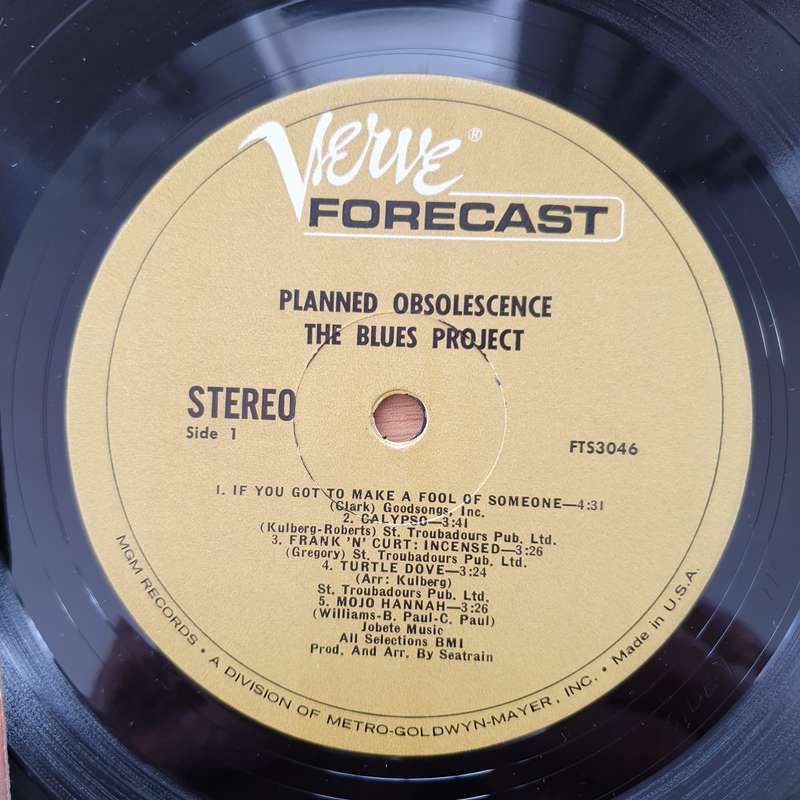 Verve®
FORECAST
PLANNED OBSOLESCENCE
THE BLUES PROJECT
STEREO
Side 1
FTS3046
1. IF YOU GOT TO MAKE A FOOL OF SOMEONE—4:31
(Clark) Goodsongs, Inc.
2. CALYPSO—3:41
(Kulberg-Roberts) St. Troubadours Pub. Ltd.
3. FRANK 'N' CURT: INCENSED—3:26
(Gregory) St. Troubadours Pub. Ltd.
4. TURTLE DOVE—3:24
(Arr: Kulberg)
St. Troubadours Pub. Ltd.
5. MOJO HANNAH—3:26
(Williams-B. Paul-C. Paul)
Jobete Music
All Selections BMI
Prod. And Arr. By Seatrain
MGM RECORDS • A DIVISION OF METRO-GOLDWYN-MAYER, INC. • Made in U.S.A.